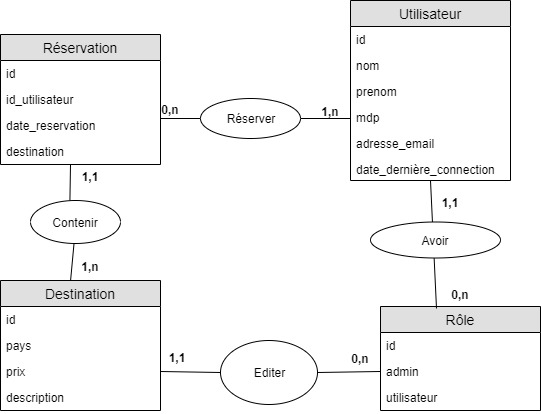 Utilisateur
id
nom
prenom
mdp
adresse_email
date_dernière_connection
Réservation
id
id_utilisateur
date_reservation
destination
0,n
Réserver
1,n
1,1
Contenir
1,n
1,1
Avoir
0,n
Destination
id
pays
prix
description
1,1
Editer
0,n
Rôle
id
admin
utilisateur